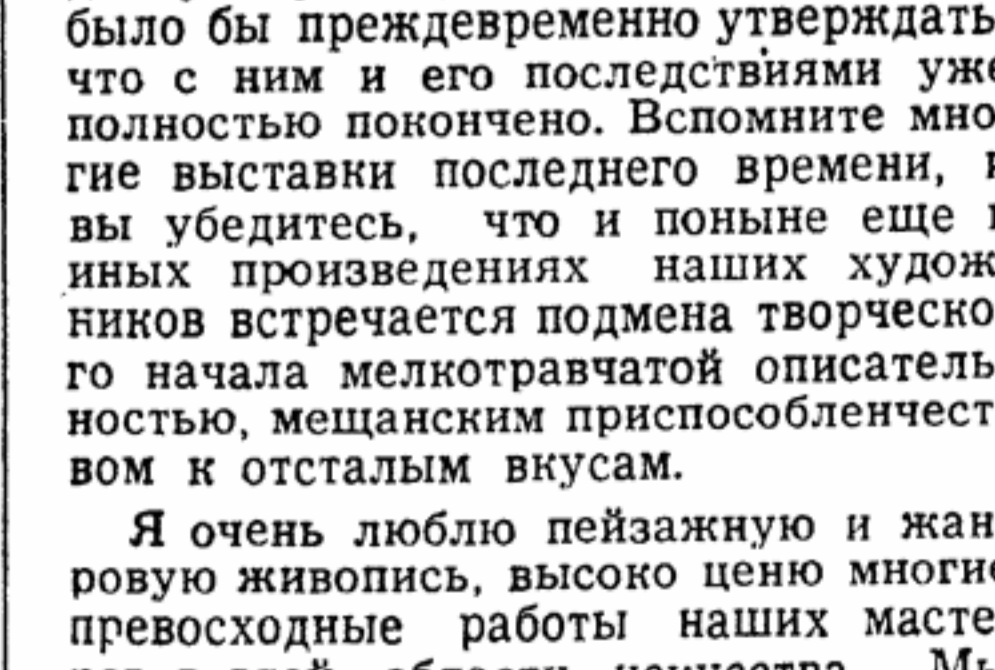 было бы преждевременно утверждать
что с ним и его последствиями уже
полностью покончено. Вспомните мно
гие выставки последнего времени,
вы убедитесь, что и поныне еще
иных произведениях наших худож
ников встречается подмена творческо
го начала мелкотравчатой описатель
ностью, мещанским приспособленчест
вом к отсталым вкусам.
Я очень люблю пейзажную и жан
ровую живопись, высоко ценю многие
превосходные работы наших масте